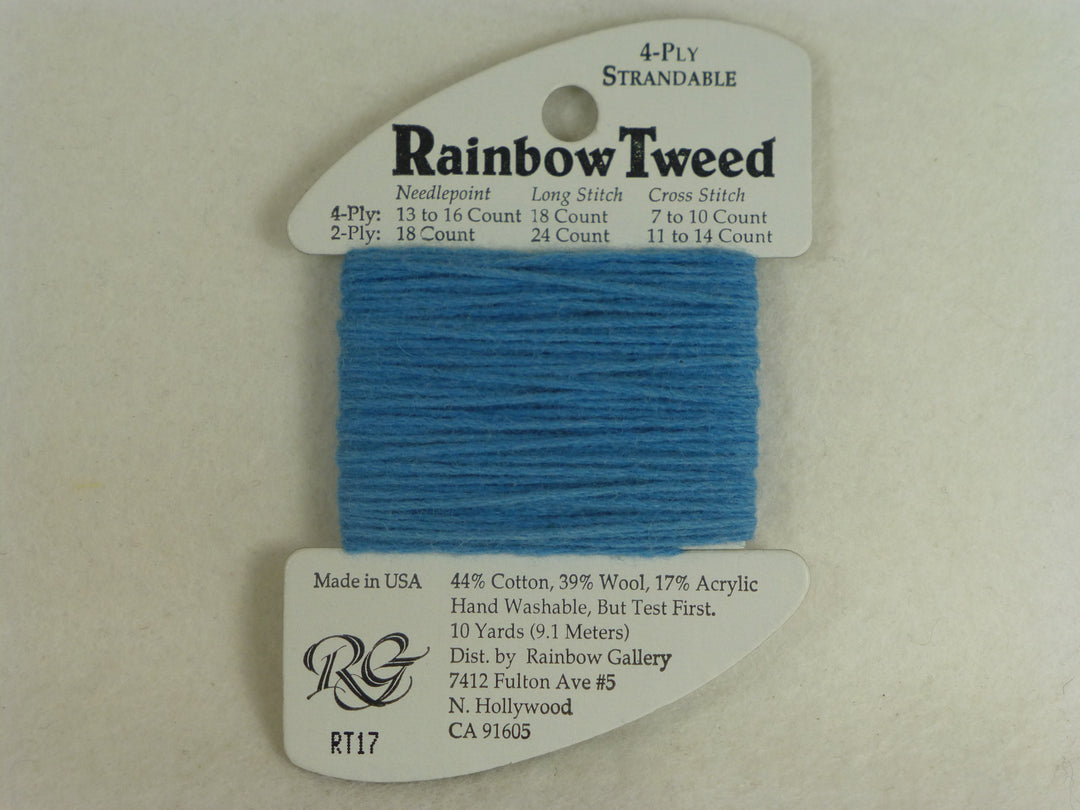 4-Ply
Strandable
Rainbow Tweed
Needlepoint Long Stitch Cross Stitch
4-Ply: 13 to 16 Count 18 Count 7 to 10 Count
2-Ply: 18 Count 24 Count 11 to 14 Count
Made in USA
44% Cotton, 39% Wool, 17% Acrylic
Hand Washable, But Test First.
10 Yards (9.1 Meters)
Dist. by Rainbow Gallery
7412 Fulton Ave #5
N. Hollywood
CA 91605
RG
RT17